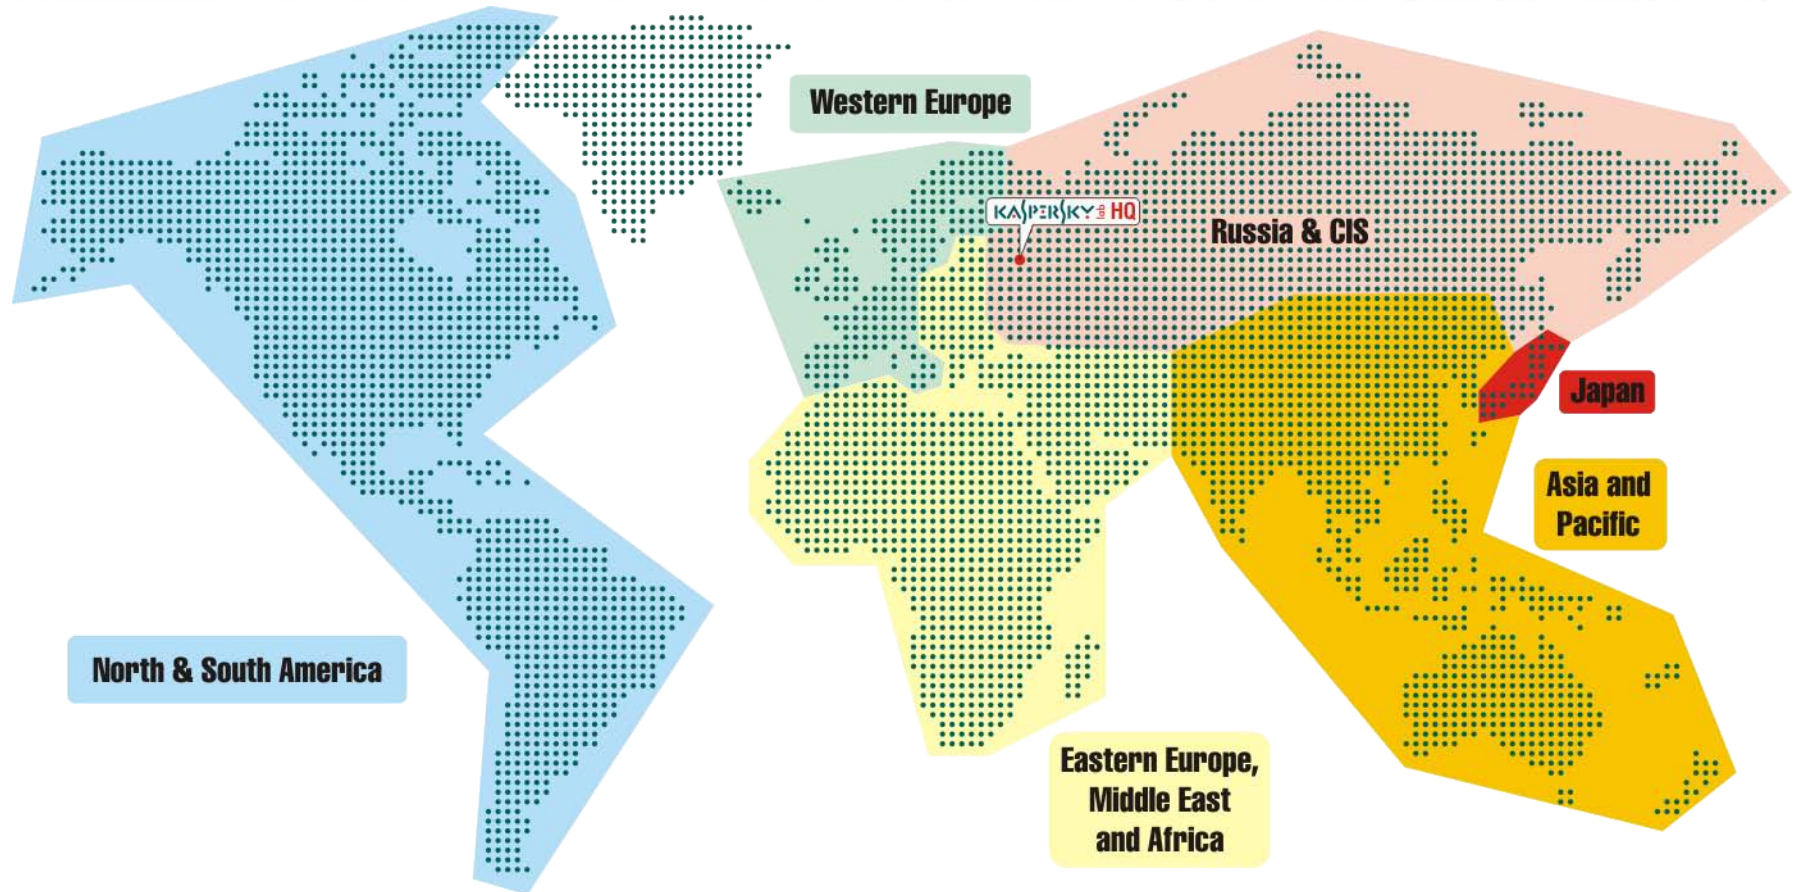 Western Europe
KASPERSKY lab HQ
Russia & CIS
Japan
Asia and
Pacific
North & South America
Eastern Europe,
Middle East
and Africa